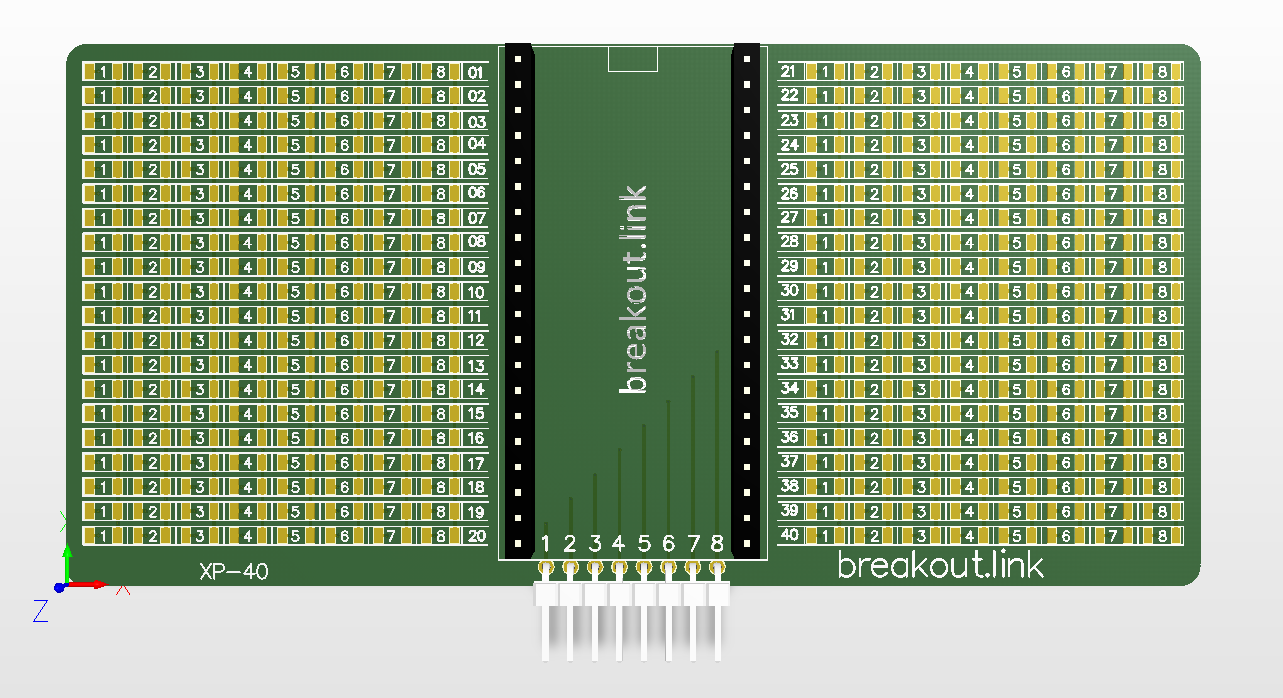 1 2 3 4 5 6 7 8 01
1 2 3 4 5 6 7 8 02
1 2 3 4 5 6 7 8 03
1 2 3 4 5 6 7 8 04
1 2 3 4 5 6 7 8 05
1 2 3 4 5 6 7 8 06
1 2 3 4 5 6 7 8 07
1 2 3 4 5 6 7 8 08
1 2 3 4 5 6 7 8 09
1 2 3 4 5 6 7 8 10
1 2 3 4 5 6 7 8 11
1 2 3 4 5 6 7 8 12
1 2 3 4 5 6 7 8 13
1 2 3 4 5 6 7 8 14
1 2 3 4 5 6 7 8 15
1 2 3 4 5 6 7 8 16
1 2 3 4 5 6 7 8 17
1 2 3 4 5 6 7 8 18
1 2 3 4 5 6 7 8 19
1 2 3 4 5 6 7 8 20
XP-40
breakout.link
1 2 3 4 5 6 7 8
21 1 2 3 4 5 6 7 8
22 1 2 3 4 5 6 7 8
23 1 2 3 4 5 6 7 8
24 1 2 3 4 5 6 7 8
25 1 2 3 4 5 6 7 8
26 1 2 3 4 5 6 7 8
27 1 2 3 4 5 6 7 8
28 1 2 3 4 5 6 7 8
29 1 2 3 4 5 6 7 8
30 1 2 3 4 5 6 7 8
31 1 2 3 4 5 6 7 8
32 1 2 3 4 5 6 7 8
33 1 2 3 4 5 6 7 8
34 1 2 3 4 5 6 7 8
35 1 2 3 4 5 6 7 8
36 1 2 3 4 5 6 7 8
37 1 2 3 4 5 6 7 8
38 1 2 3 4 5 6 7 8
39 1 2 3 4 5 6 7 8
40 1 2 3 4 5 6 7 8
breakout.link
X
Z